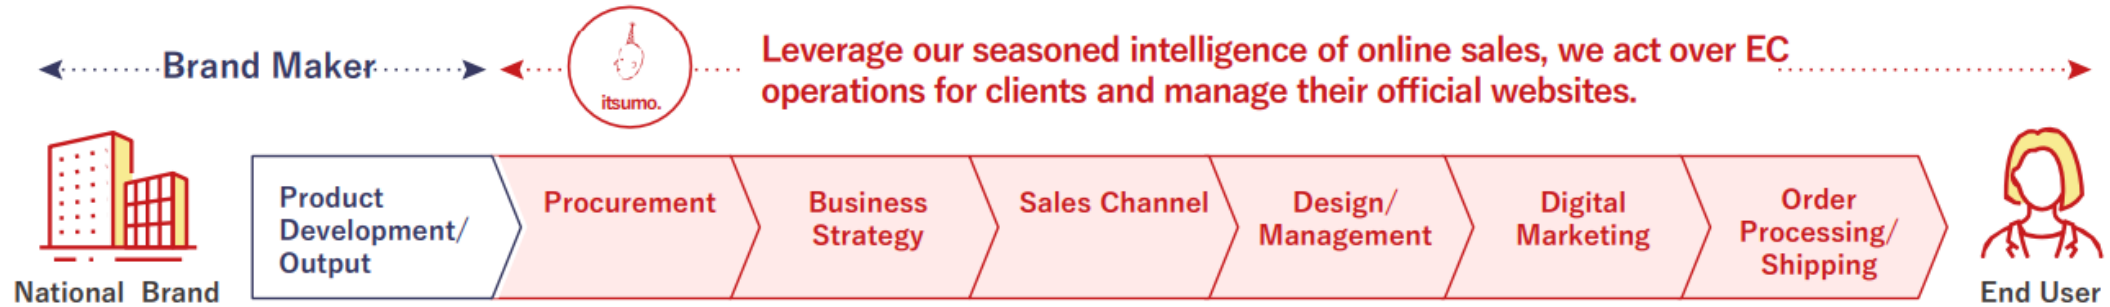 Brand Maker
itsumo.
Leverage our seasoned intelligence of online sales, we act over EC
operations for clients and manage their official websites.
National Brand
Product
Development/
Output
Procurement
Business
Strategy
Sales Channel
Design/
Management
Digital
Marketing
Order
Processing/
Shipping
End User